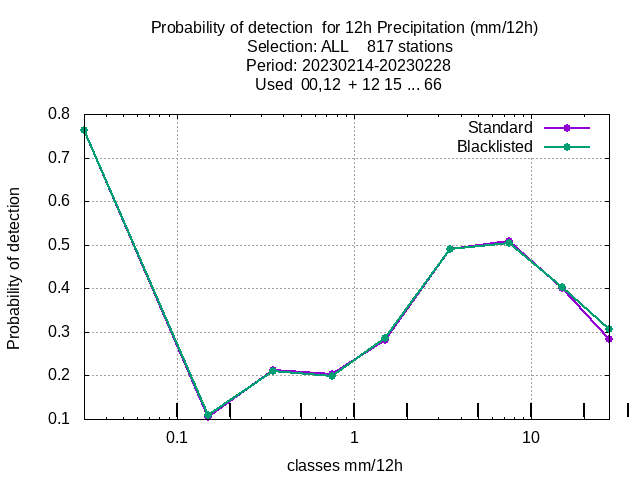 Probability of detection  for 12h Precipitation (mm/12h)
Selection: ALL    817 stations
Period: 20230214-20230228
Used  00,12  + 12 15 ... 66
Standard
Blacklisted
Probability of detection
0.8
0.7
0.6
0.5
0.4
0.3
0.2
0.1
0.1 1 10
classes mm/12h